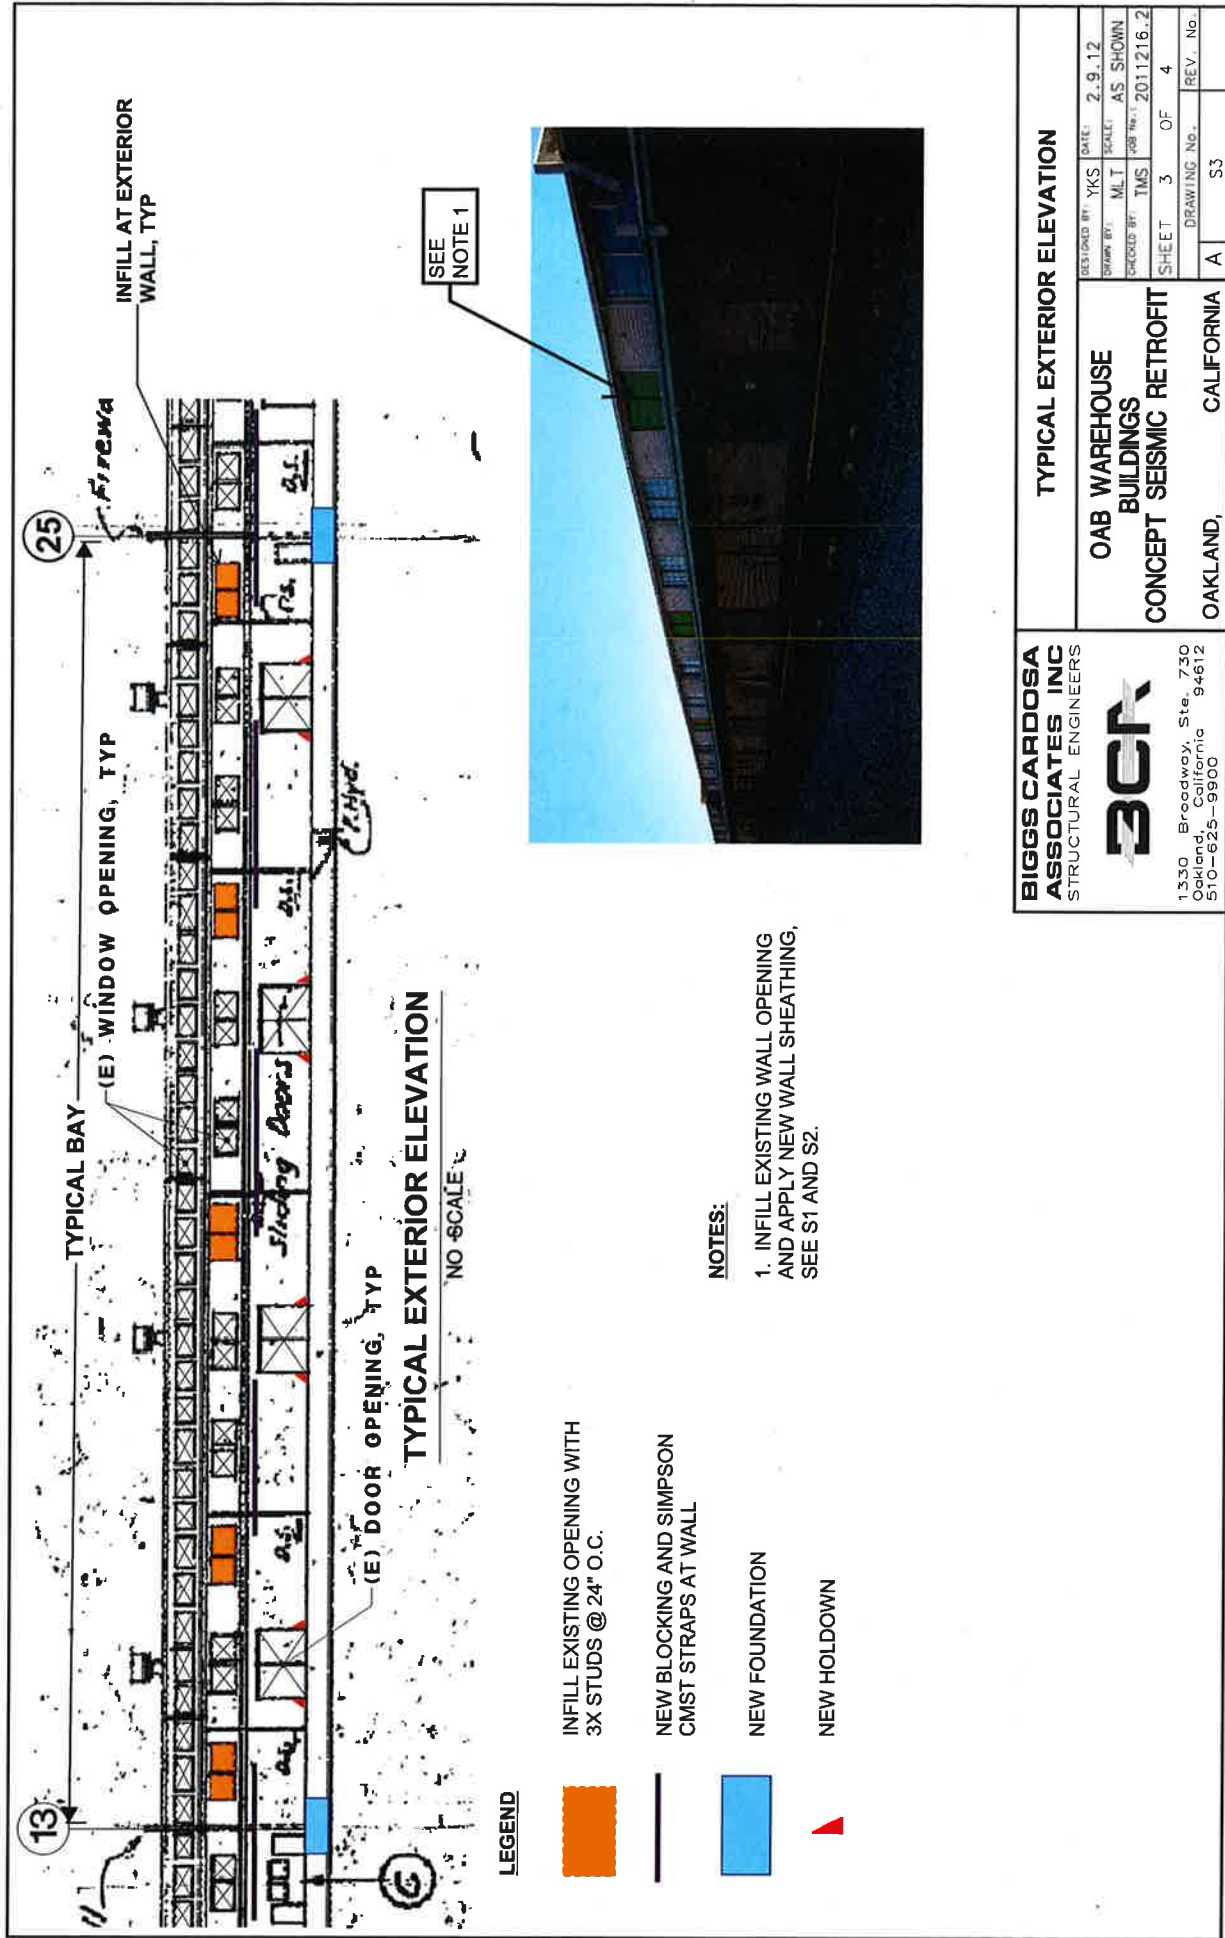 13
25
TYPICAL BAY
Firewa
INFILL AT EXTERIOR
WALL, TYP
(E) WINDOW OPENING, TYP
D.S.
D.S.
Sliding Doors
D.S.
D.S.
F.Hyd.
C
(E) DOOR OPENING, TYP
TYPICAL EXTERIOR ELEVATION
NO SCALE
SEE
NOTE 1
LEGEND
INFILL EXISTING OPENING WITH
3X STUDS @ 24" O.C.
NEW BLOCKING AND SIMPSON
CMST STRAPS AT WALL
NEW FOUNDATION
NEW HOLDOWN
NOTES:
1. INFILL EXISTING WALL OPENING
AND APPLY NEW WALL SHEATHING,
SEE S1 AND S2.
BIGGS CARDOSA
ASSOCIATES INC
STRUCTURAL ENGINEERS
BCA
1330 Broadway, Ste. 730
Oakland, California 94612
510-625-9900
TYPICAL EXTERIOR ELEVATION
OAB WAREHOUSE
BUILDINGS
CONCEPT SEISMIC RETROFIT
OAKLAND, CALIFORNIA
DESIGNED BY: YKS DATE: 2.9.12
DRAWN BY: MLT SCALE: AS SHOWN
CHECKED BY: TMS JOB No.: 2011216.2
SHEET 3 OF 4
DRAWING No. REV. No.
A S3